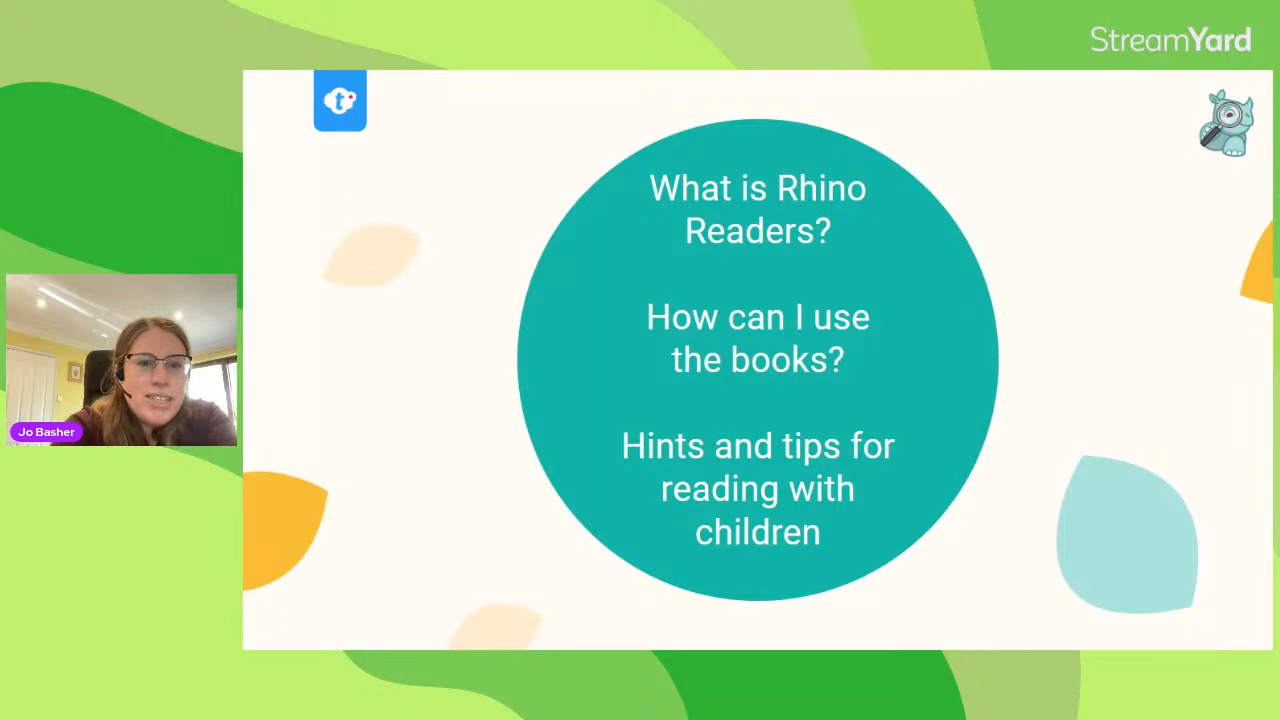 StreamYard
t
What is Rhino
Readers?
How can I use
the books?
Hints and tips for
reading with
children
Jo Basher